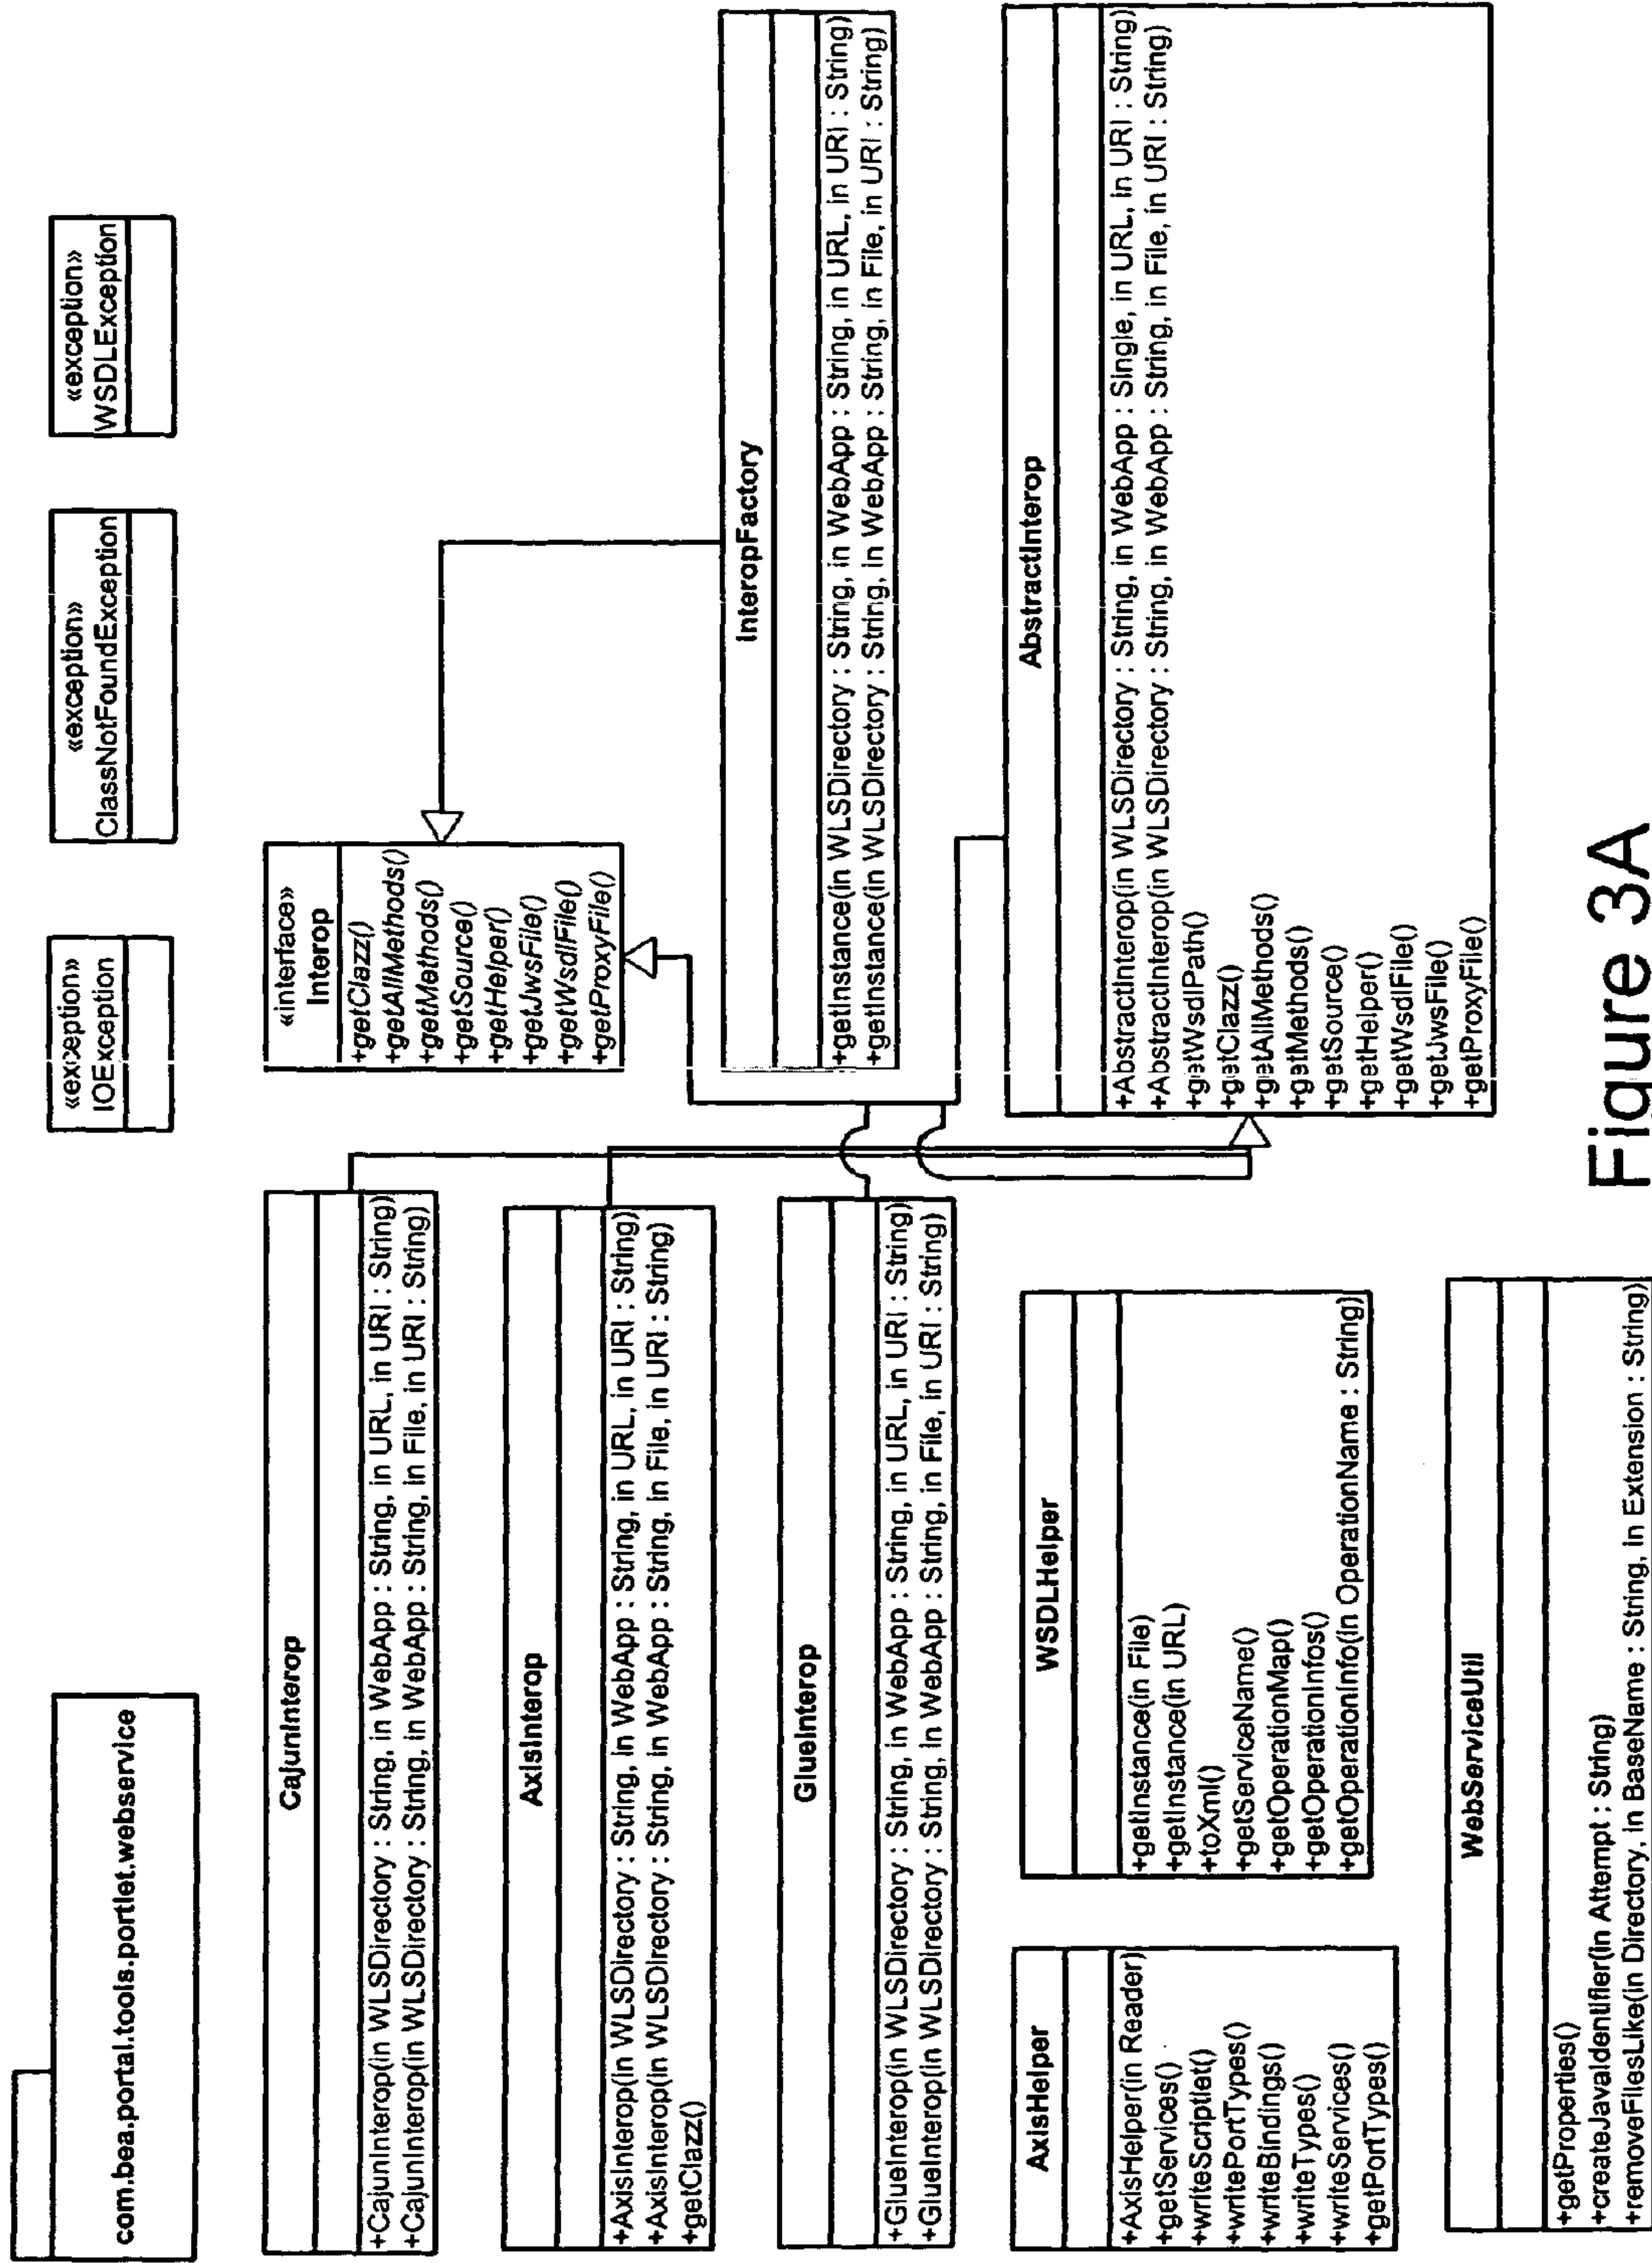 com.bea.portal.tools.portlet.webservice
«exception»
IOException
«exception»
ClassNotFoundException
«exception»
WSDLException
CajunInterop
+CajunInterop(in WLSDirectory : String, in WebApp : String, in URL, in URI : String)
+CajunInterop(in WLSDirectory : String, in WebApp : String, in File, in URI : String)
«interface»
Interop
+getClazz()
+getAllMethods()
+getMethods()
+getSource()
+getHelper()
+getJwsFile()
+getWsdlFile()
+getProxyFile()
AxisInterop
+AxisInterop(in WLSDirectory : String, in WebApp : String, in URL, in URI : String)
+AxisInterop(in WLSDirectory : String, in WebApp : String, in File, in URI : String)
+getClazz()
InteropFactory
+getInstance(in WLSDirectory : String, in WebApp : String, in URL, in URI : String)
+getInstance(in WLSDirectory : String, in WebApp : String, in File, in URI : String)
GlueInterop
+GlueInterop(in WLSDirectory : String, in WebApp : String, in URL, in URI : String)
+GlueInterop(in WLSDirectory : String, in WebApp : String, in File, in URI : String)
AxisHelper
+AxisHelper(in Reader)
+getServices()
+writeScriptlet()
+writePortTypes()
+writeBindings()
+writeTypes()
+writeServices()
+getPortTypes()
WSDLHelper
+getInstance(in File)
+getInstance(in URL)
+toXml()
+getServiceName()
+getOperationMap()
+getOperationInfos()
+getOperationInfo(in OperationName : String)
AbstractInterop
+AbstractInterop(in WLSDirectory : String, in WebApp : Single, in URL, in URI : String)
+AbstractInterop(in WLSDirectory : String, in WebApp : String, in File, in URI : String)
+getWsdlPath()
+getClazz()
+getAllMethods()
+getMethods()
+getSource()
+getHelper()
+getWsdlFile()
+getJwsFile()
+getProxyFile()
WebServiceUtil
+getProperties()
+createJavaIdentifier(in Attempt : String)
+removeFilesLike(in Directory, in BaseName : String, in Extension : String)
Figure 3A